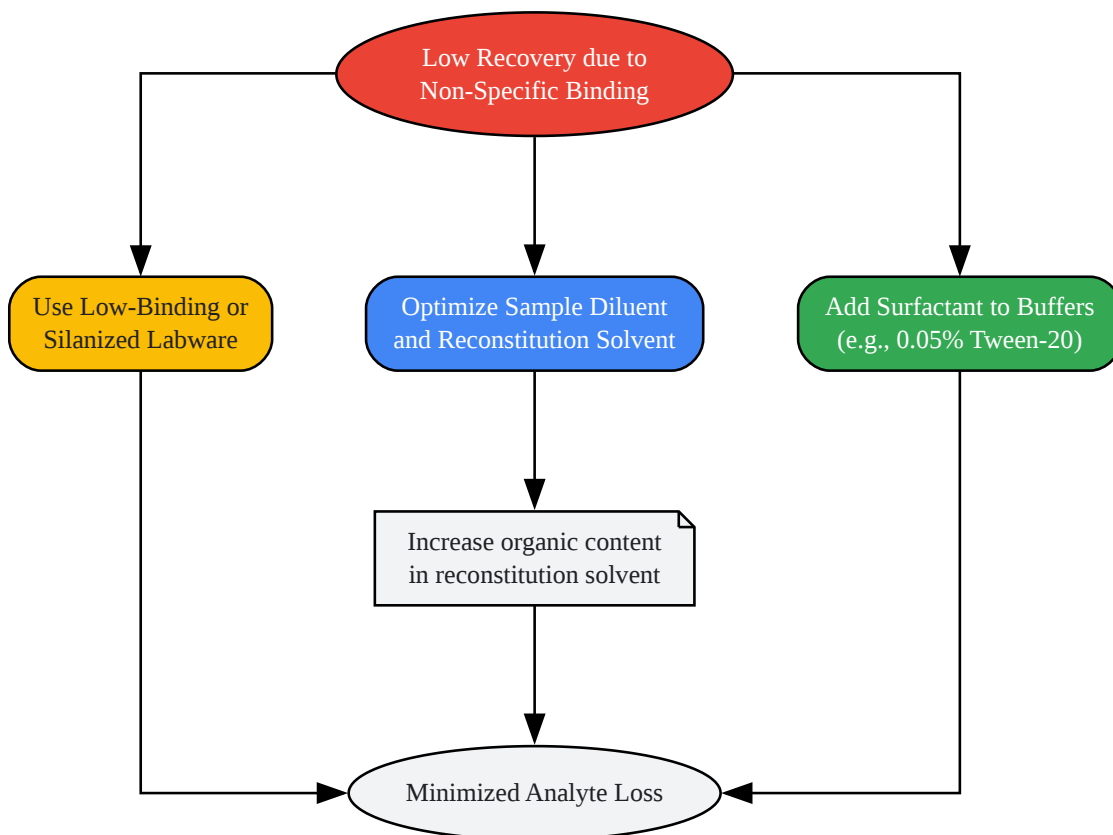 Low Recovery due to
Non-Specific Binding
Use Low-Binding or
Silanized Labware
Optimize Sample Diluent
and Reconstitution Solvent
Add Surfactant to Buffers
(e.g., 0.05% Tween-20)
Increase organic content
in reconstitution solvent
Minimized Analyte Loss